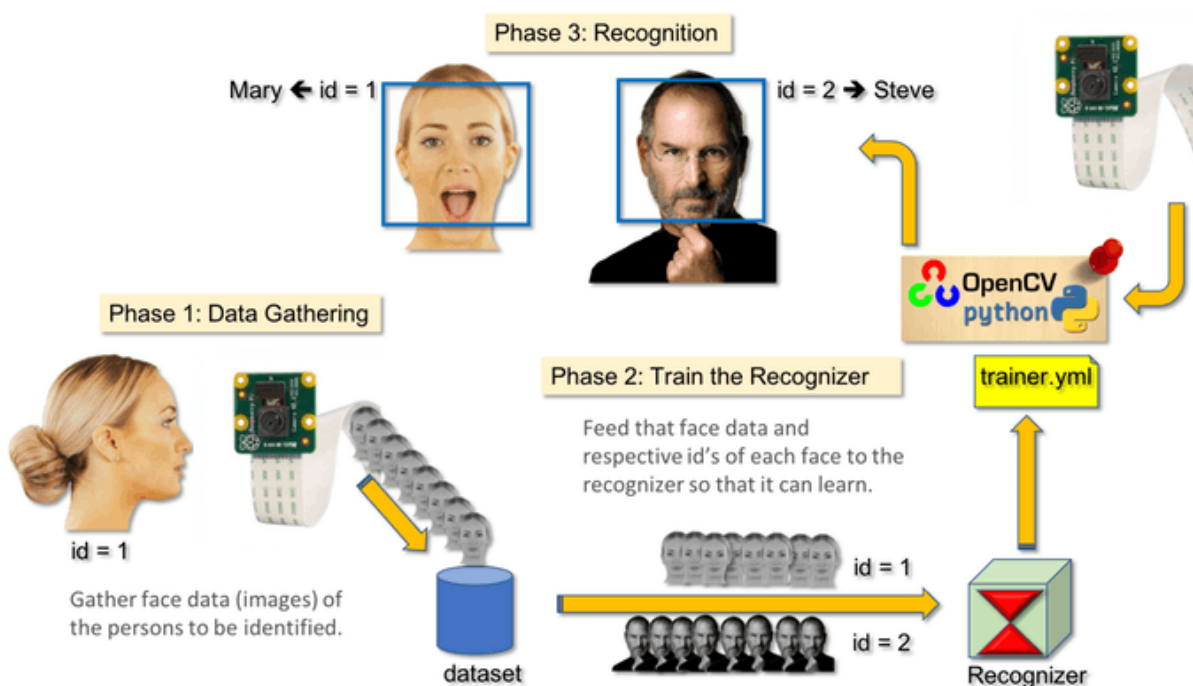 Phase 3: Recognition
Mary ← id = 1
id = 2 → Steve
OpenCV
python
Phase 1: Data Gathering
id = 1
Gather face data (images) of
the persons to be identified.
dataset
Phase 2: Train the Recognizer
Feed that face data and
respective id's of each face to the
recognizer so that it can learn.
id = 1
id = 2
trainer.yml
Recognizer